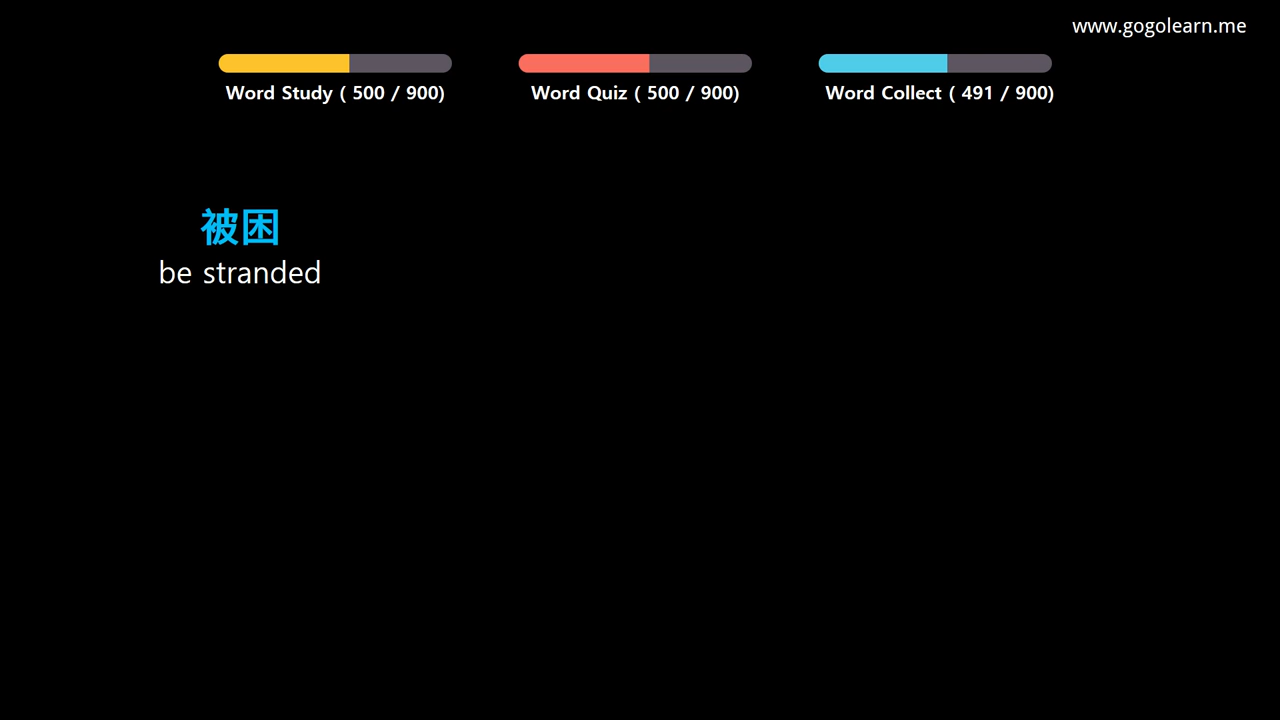 www.gogolearn.me
Word Study ( 500 / 900)
Word Quiz ( 500 / 900)
Word Collect ( 491 / 900)
被困
be stranded